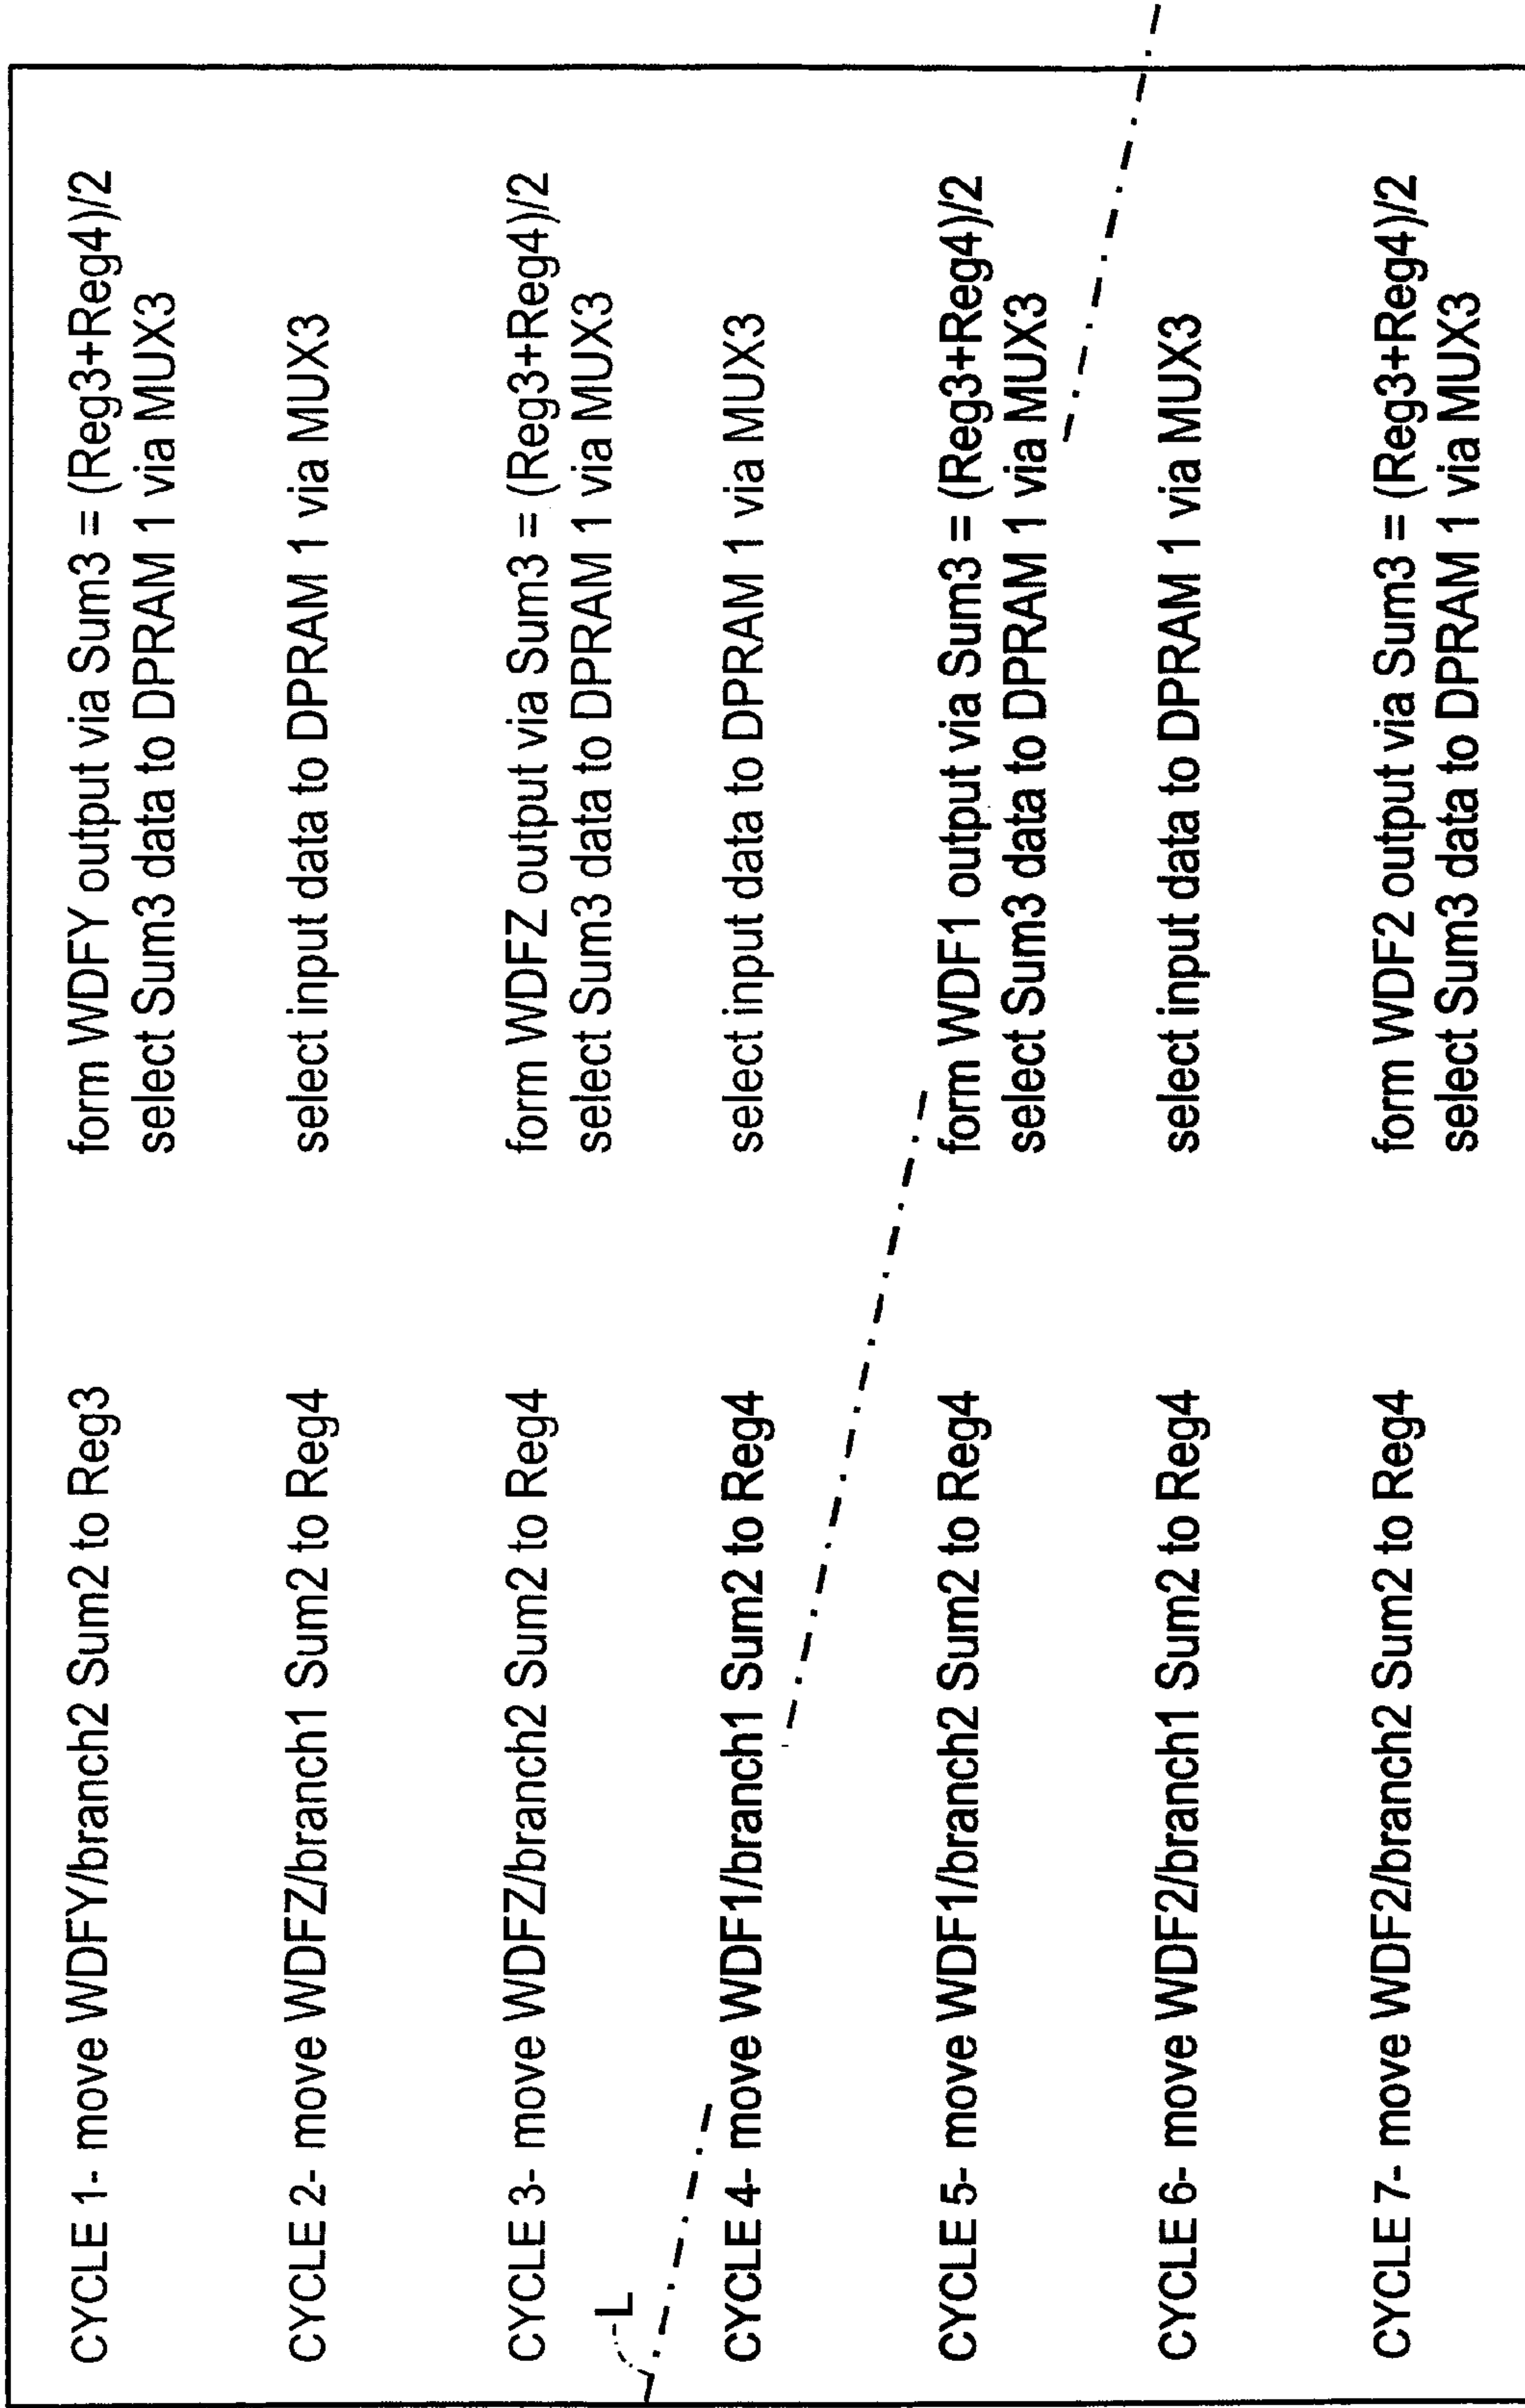 CYCLE 1- move WDFY/branch2 Sum2 to Reg3 form WDFY output via Sum3 = (Reg3+Reg4)/2
select Sum3 data to DPRAM 1 via MUX3
CYCLE 2- move WDFZ/branch1 Sum2 to Reg4 select input data to DPRAM 1 via MUX3
CYCLE 3- move WDFZ/branch2 Sum2 to Reg4 form WDFZ output via Sum3 = (Reg3+Reg4)/2
select Sum3 data to DPRAM 1 via MUX3
L
CYCLE 4- move WDF1/branch1 Sum2 to Reg4 select input data to DPRAM 1 via MUX3
CYCLE 5- move WDF1/branch2 Sum2 to Reg4 form WDF1 output via Sum3 = (Reg3+Reg4)/2
select Sum3 data to DPRAM 1 via MUX3
CYCLE 6- move WDF2/branch1 Sum2 to Reg4 select input data to DPRAM 1 via MUX3
CYCLE 7- move WDF2/branch2 Sum2 to Reg4 form WDF2 output via Sum3 = (Reg3+Reg4)/2
select Sum3 data to DPRAM 1 via MUX3